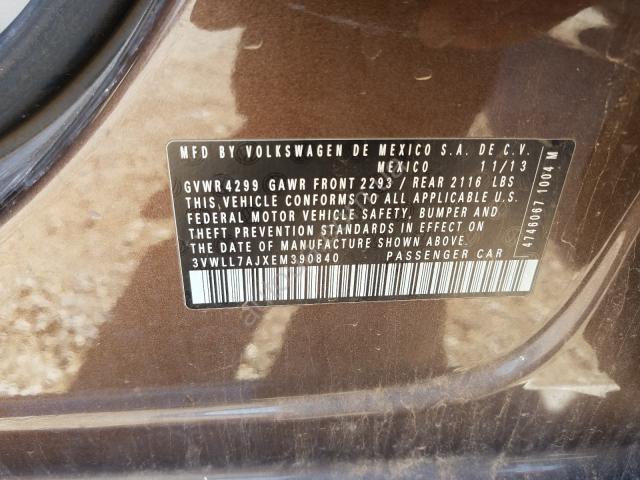 MFD BY VOLKSWAGEN DE MEXICO S.A. DE C.V.
MEXICO 11/13
GVWR 4299 GAWR FRONT 2293 / REAR 2116 LBS
THIS VEHICLE CONFORMS TO ALL APPLICABLE U.S.
FEDERAL MOTOR VEHICLE SAFETY, BUMPER AND
THEFT PREVENTION STANDARDS IN EFFECT ON
THE DATE OF MANUFACTURE SHOWN ABOVE.
3VWLL7AJXEM390840 PASSENGER CAR
4746067 1004 M